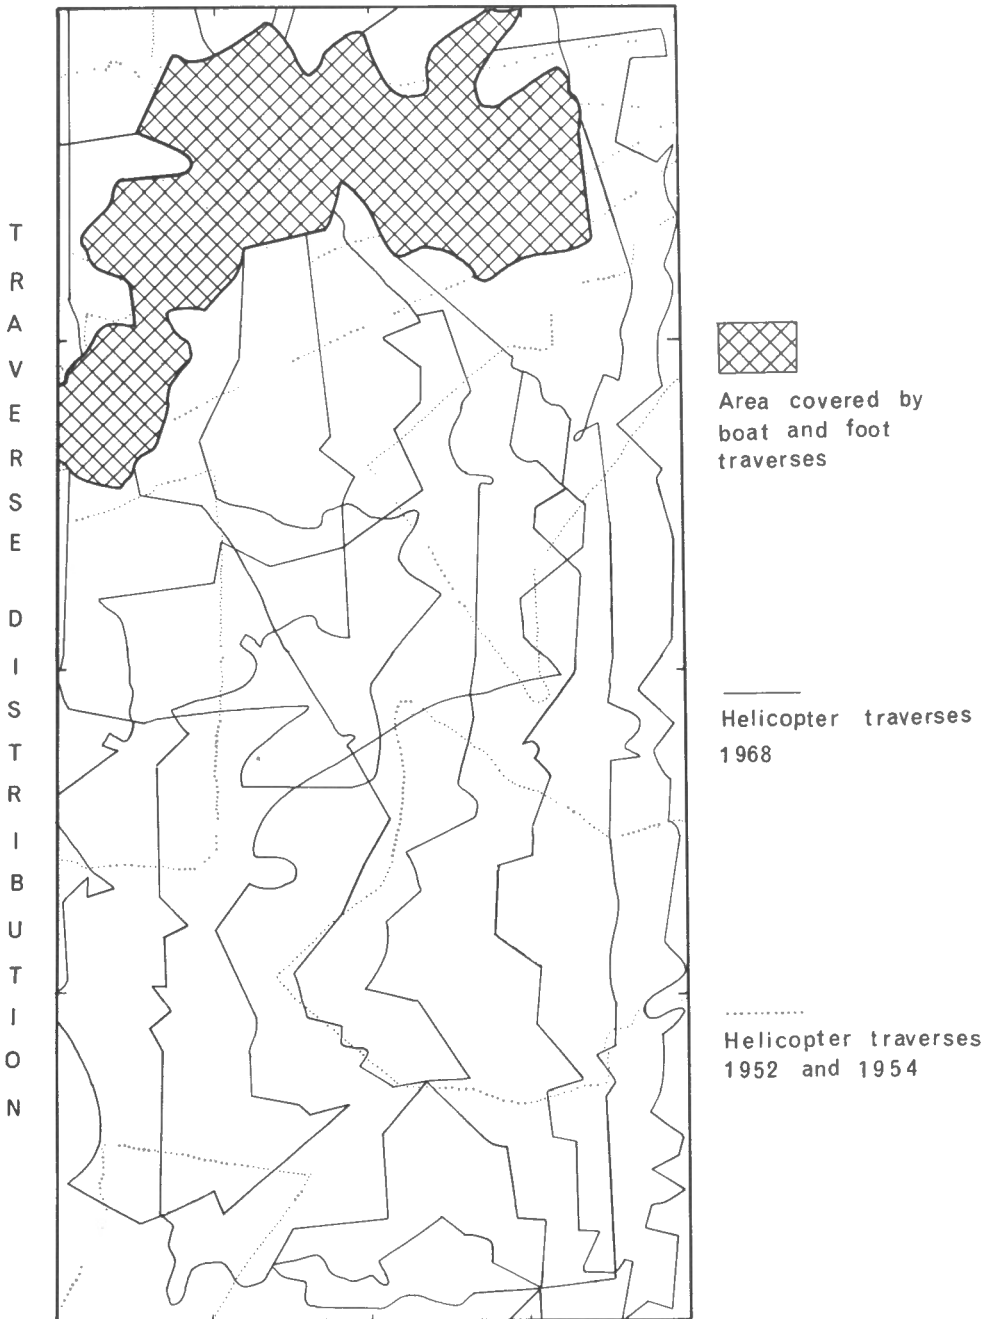 TRAVERSE DISTRIBUTION
Area covered by
boat and foot
traverses
Helicopter traverses
1968
Helicopter traverses
1952 and 1954